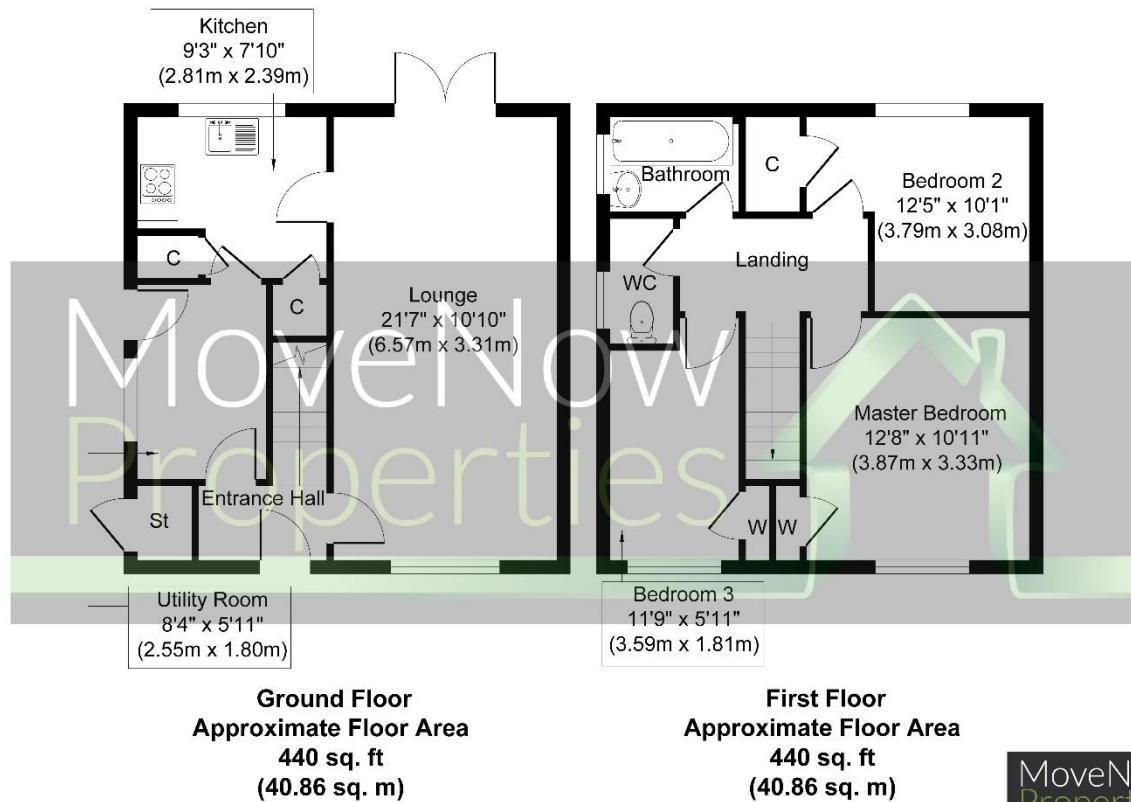 Kitchen
9'3" x 7'10"
(2.81m x 2.39m)
C
C
Lounge
21'7" x 10'10"
(6.57m x 3.31m)
Entrance Hall
St
Utility Room
8'4" x 5'11"
(2.55m x 1.80m)
Ground Floor
Approximate Floor Area
440 sq. ft
(40.86 sq. m)
Bathroom
C
Bedroom 2
12'5" x 10'1"
(3.79m x 3.08m)
Landing
WC
Master Bedroom
12'8" x 10'11"
(3.87m x 3.33m)
W
W
Bedroom 3
11'9" x 5'11"
(3.59m x 1.81m)
First Floor
Approximate Floor Area
440 sq. ft
(40.86 sq. m)
MoveNow
Properties
MoveN